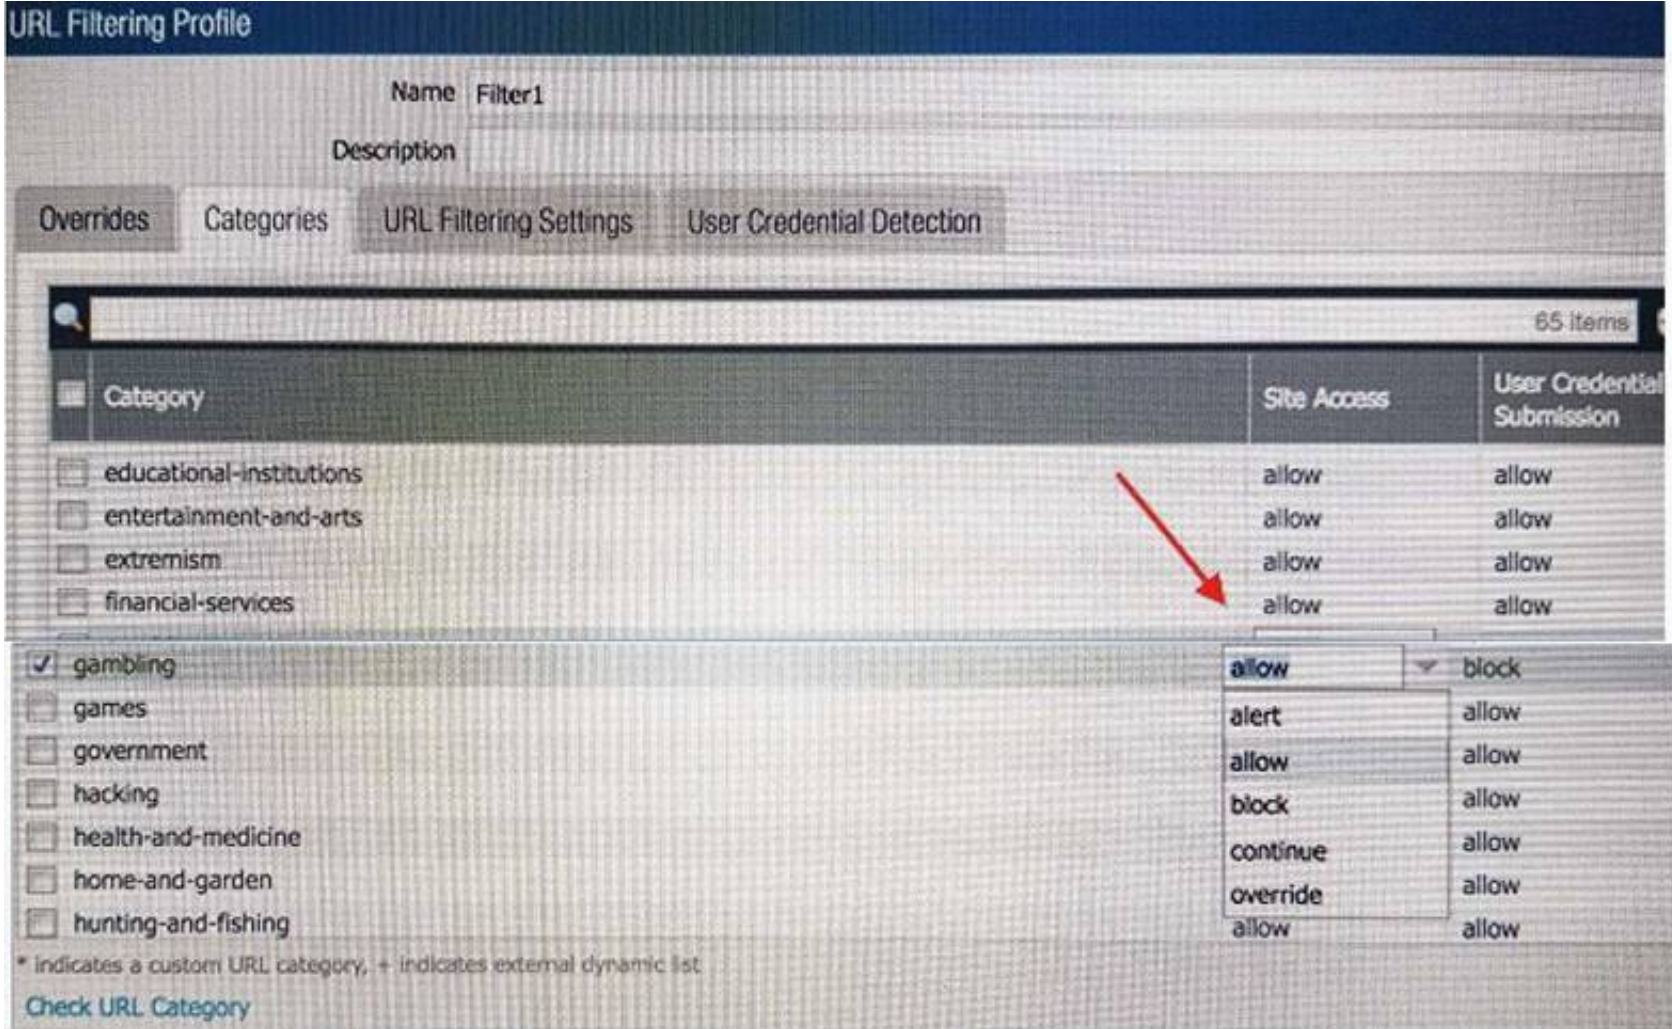 URL Filtering Profile
Name Filter1
Description
Overrides Categories URL Filtering Settings User Credential Detection
65 items
Category Site Access User Credential Submission
educational-institutions allow allow
entertainment-and-arts allow allow
extremism allow allow
financial-services allow allow
gambling allow block
games alert allow
government allow allow
hacking block allow
health-and-medicine continue allow
home-and-garden override allow
hunting-and-fishing allow allow
* indicates a custom URL category, + indicates external dynamic list
Check URL Category